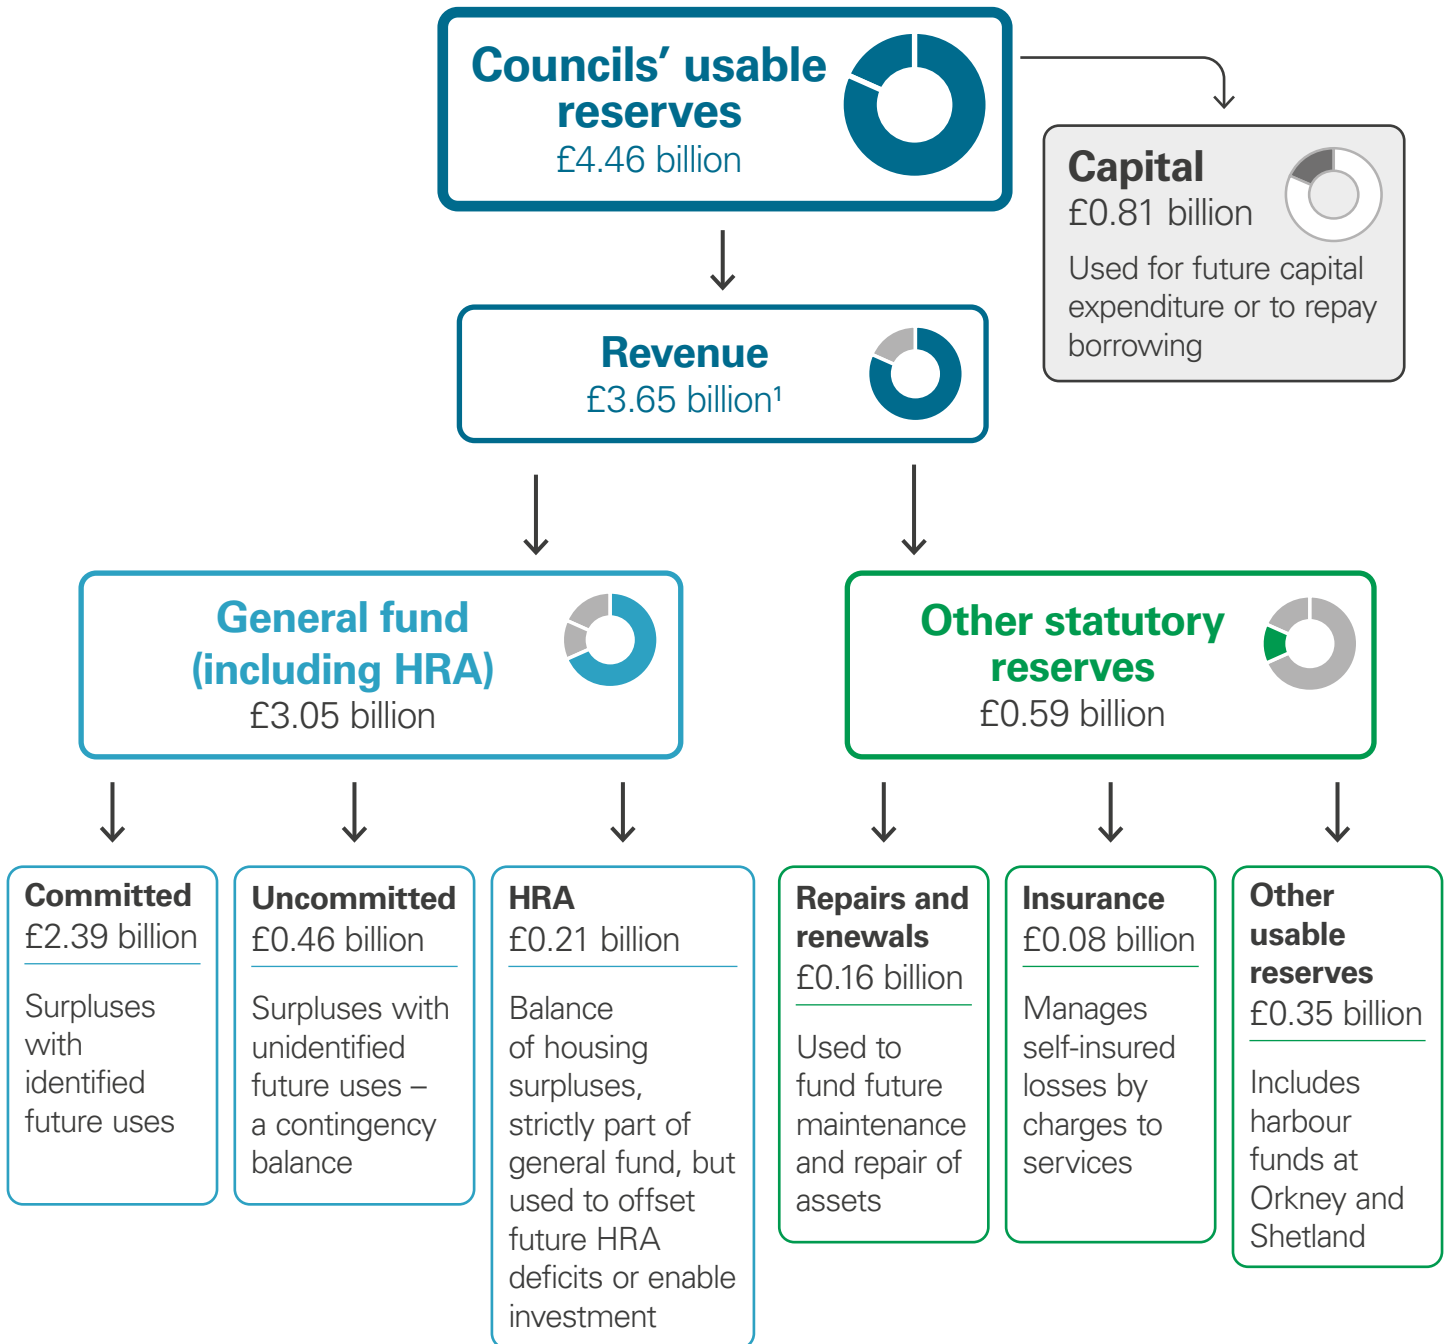 Councils’ usable
reserves
£4.46 billion
Capital
£0.81 billion
Used for future capital
expenditure or to repay
borrowing
Revenue
£3.65 billion¹
General fund
(including HRA)
£3.05 billion
Other statutory
reserves
£0.59 billion
Committed
£2.39 billion
Surpluses
with
identified
future uses
Uncommitted
£0.46 billion
Surpluses with
unidentified
future uses –
a contingency
balance
HRA
£0.21 billion
Balance
of housing
surpluses,
strictly part of
general fund, but
used to offset
future HRA
deficits or enable
investment
Repairs and
renewals
£0.16 billion
Used to
fund future
maintenance
and repair of
assets
Insurance
£0.08 billion
Manages
self-insured
losses by
charges to
services
Other
usable
reserves
£0.35 billion
Includes
harbour
funds at
Orkney and
Shetland